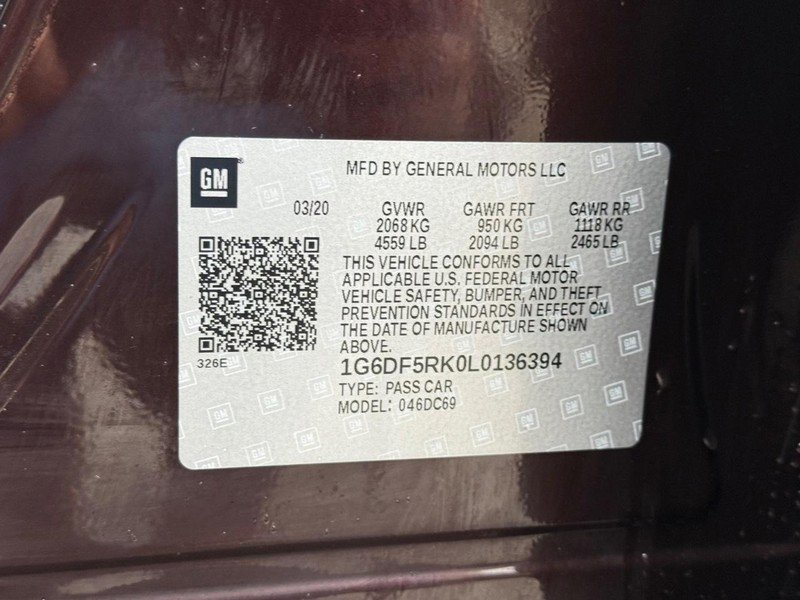 GM
MFD BY GENERAL MOTORS LLC
03/20 GVWR GAWR FRT GAWR RR
2068 KG 950 KG 1118 KG
4559 LB 2094 LB 2465 LB
THIS VEHICLE CONFORMS TO ALL
APPLICABLE U.S. FEDERAL MOTOR
VEHICLE SAFETY, BUMPER, AND THEFT
PREVENTION STANDARDS IN EFFECT ON
THE DATE OF MANUFACTURE SHOWN
ABOVE.
326E
1G6DF5RK0L0136394
TYPE: PASS CAR
MODEL: 046DC69